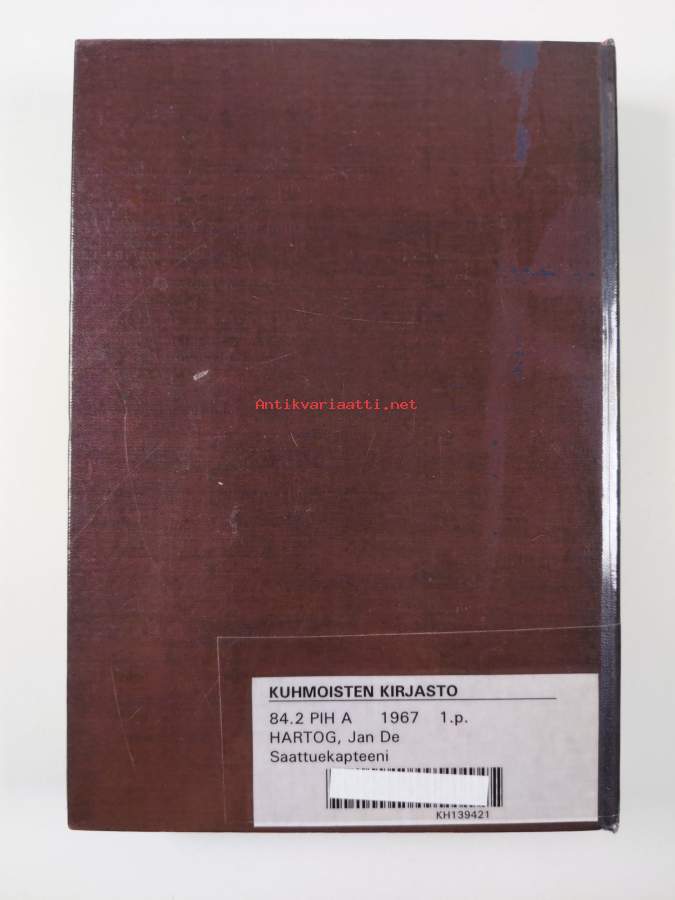 Antikvariaatti.net
KUHMOISTEN KIRJASTO
84.2 PIH A 1967 1.p.
HARTOG, Jan De
Saattuekapteeni
KH139421